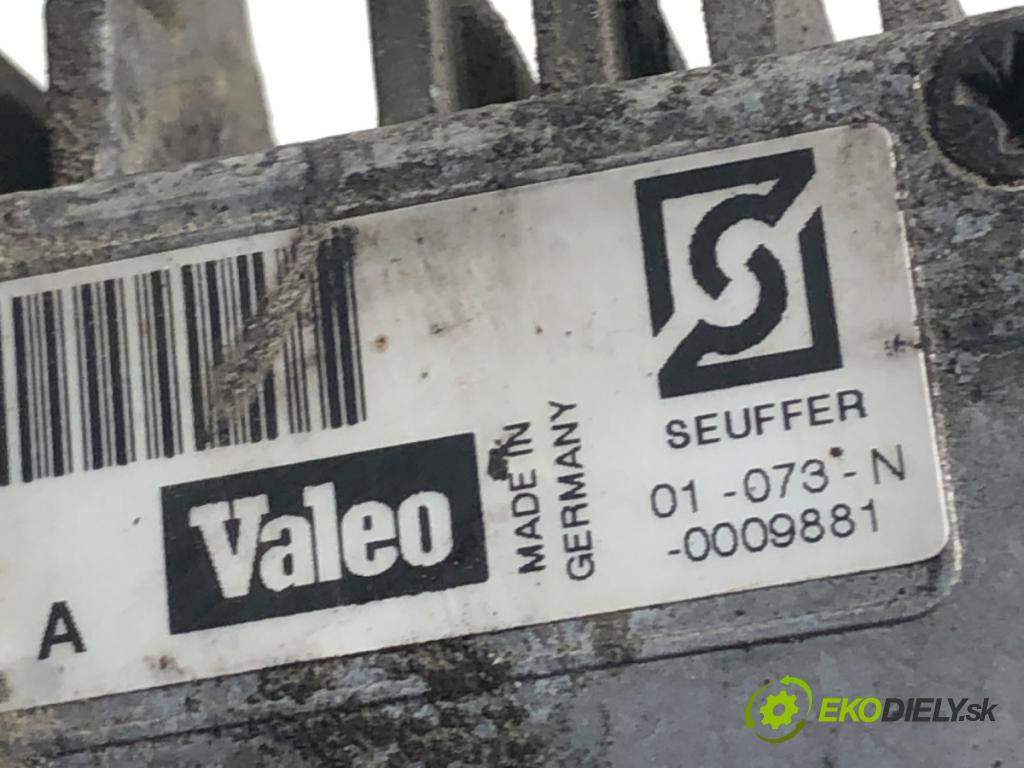 SEUFFER
01-073-N
-0009881
MADE IN
GERMANY
Valeo
A
EKODIELY.sk